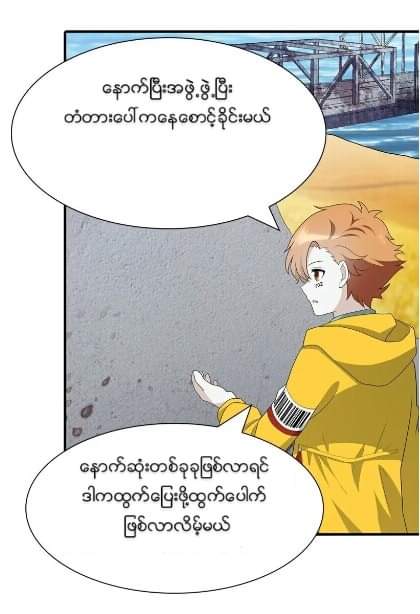 နောက်ပြီးအဖွဲ့ဖွဲ့ပြီး
တံတားပေါ်ကနေစောင့်ခိုင်းမယ်
နောက်ဆုံးတစ်ခုခုဖြစ်လာရင်
ဒါကထွက်ပြေးဖို့ထွက်ပေါက်
ဖြစ်လာလိမ့်မယ်